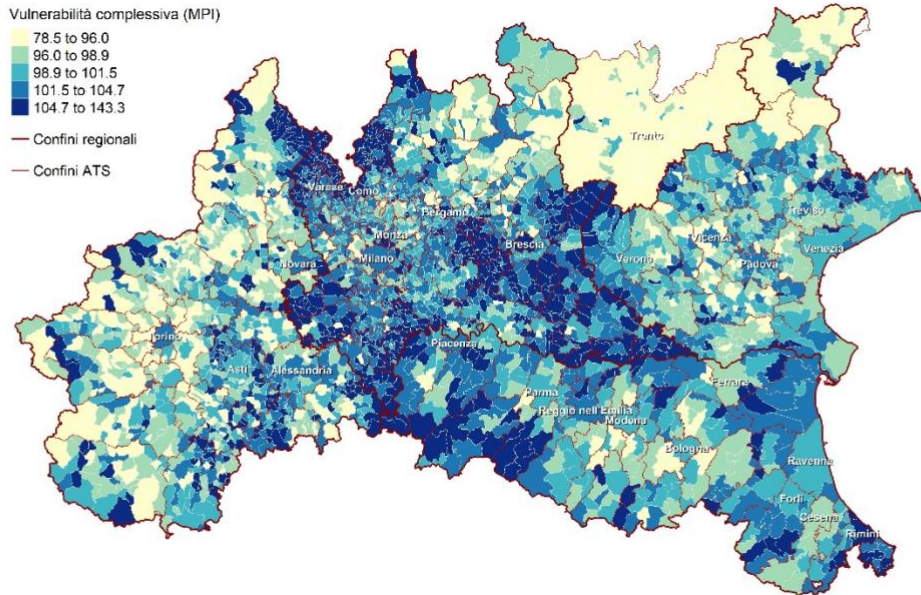 Vulnerabilità complessiva (MPI)
78.5 to 96.0
96.0 to 98.9
98.9 to 101.5
101.5 to 104.7
104.7 to 143.3
Confini regionali
Confini ATS
Trento
Varese
Como
Bergamo
Treviso
Monza
Brescia
Vicenza
Novara
Milano
Verona
Padova
Venezia
Torino
Piacenza
Asti
Alessandria
Ferrara
Parma
Reggio nell'Emilia
Modena
Bologna
Ravenna
Forlì
Cesena
Rimini